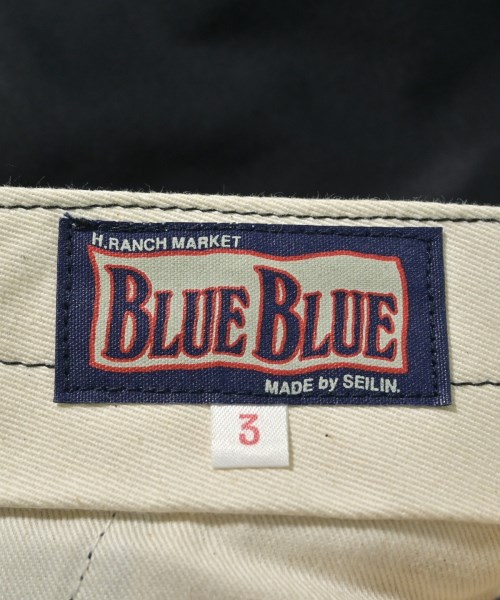 H.RANCH MARKET
BLUE BLUE
MADE by SEILIN.
3